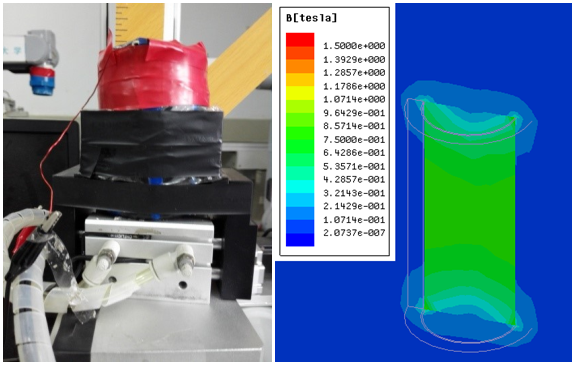 大学
B[tesla]
1.5000e+000
1.3929e+000
1.2857e+000
1.1786e+000
1.0714e+000
9.6429e-001
8.5714e-001
7.5000e-001
6.4286e-001
5.3571e-001
4.2857e-001
3.2143e-001
2.1429e-001
1.0714e-001
2.0737e-007